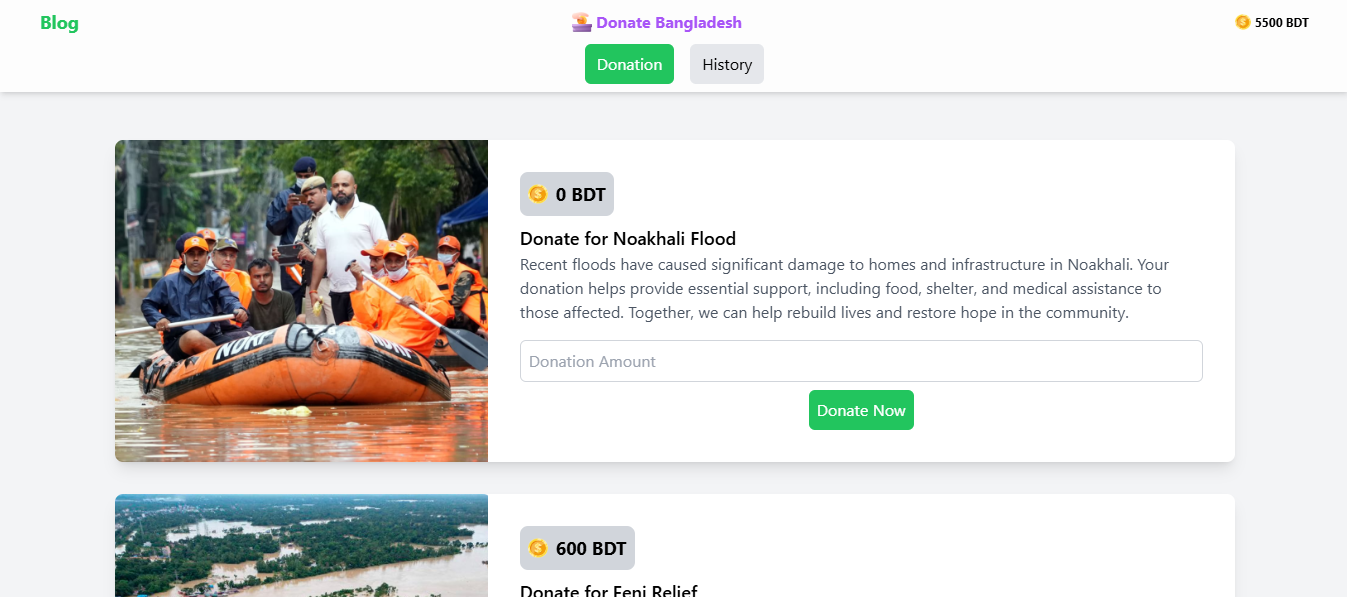 Blog
Donate Bangladesh
5500 BDT
Donation
History
0 BDT
Donate for Noakhali Flood
Recent floods have caused significant damage to homes and infrastructure in Noakhali. Your
donation helps provide essential support, including food, shelter, and medical assistance to
those affected. Together, we can help rebuild lives and restore hope in the community.
Donation Amount
Donate Now
NDRF
600 BDT
Donate for Feni Relief